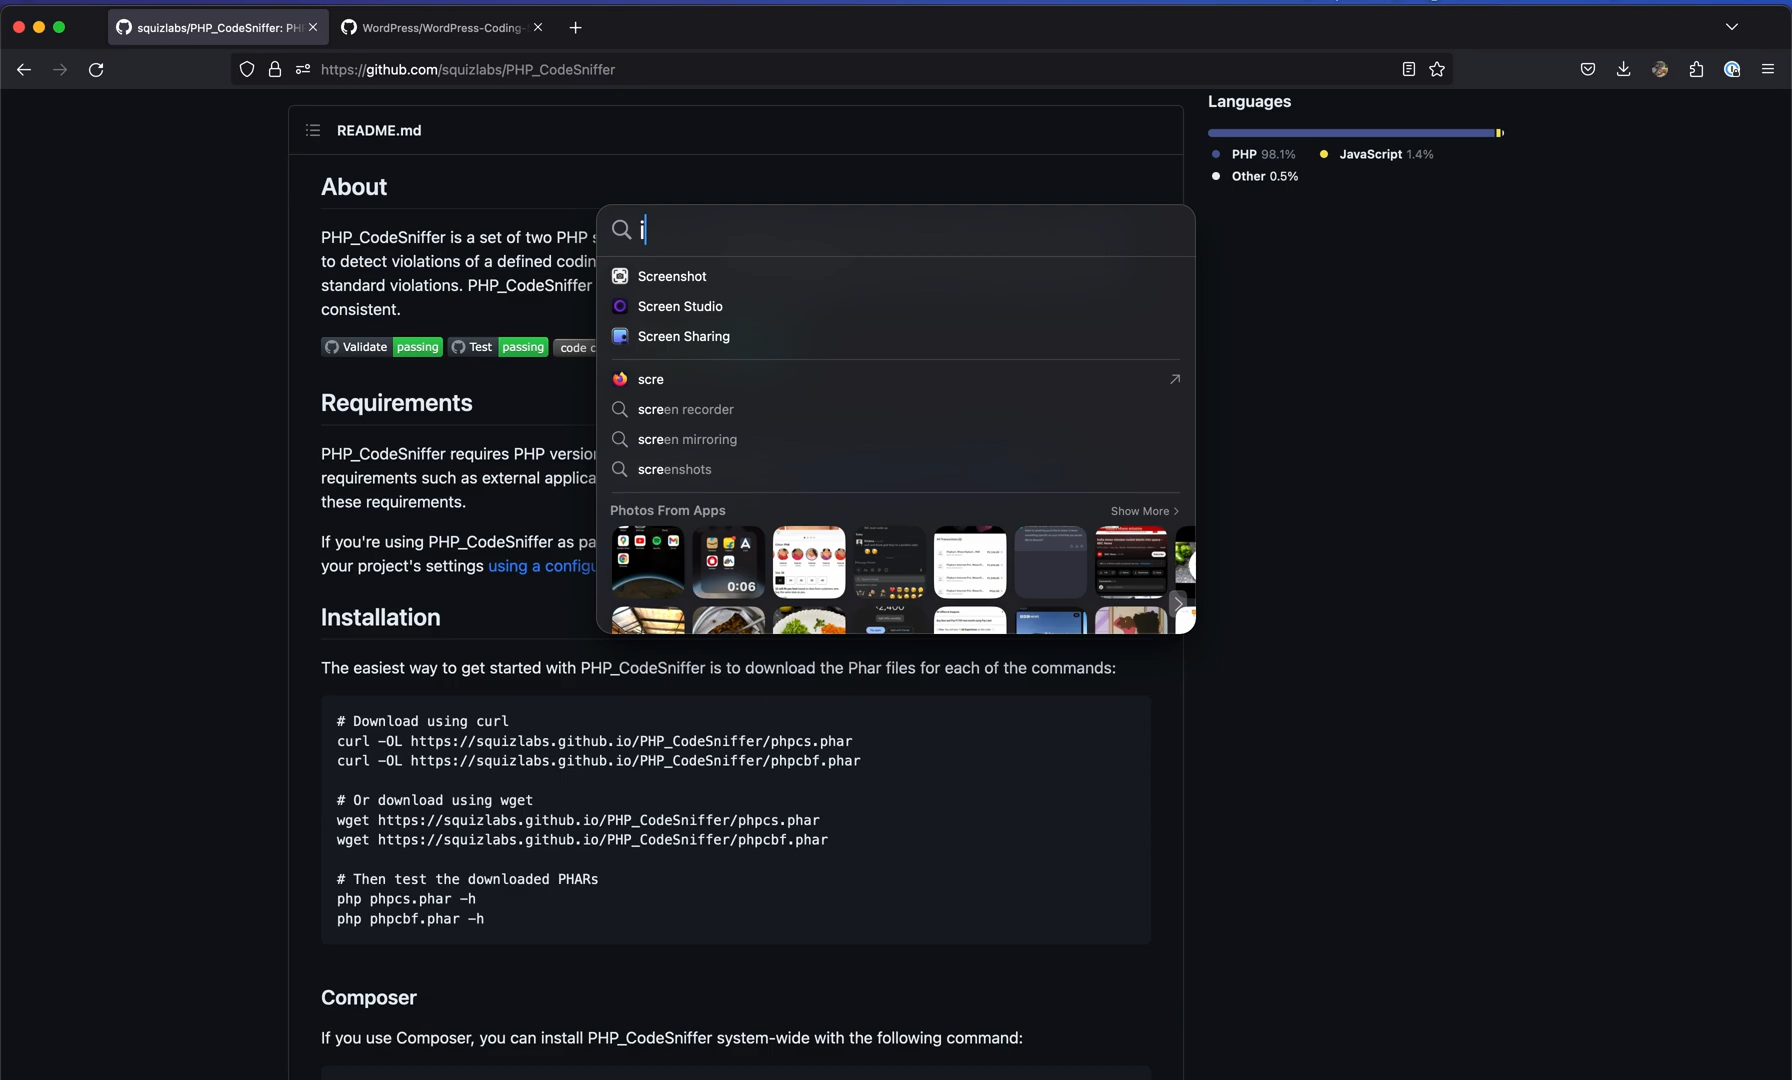 squizlabs/PHP_CodeSniffer: PH
WordPress/WordPress-Coding-
https://github.com/squizlabs/PHP_CodeSniffer
README.md
About
PHP_CodeSniffer is a set of two PHP
to detect violations of a defined
standard violations. PHP_CodeSniffer
consistent.
Validate passing
Test passing
code
Requirements
PHP_CodeSniffer requires PHP
requirements such as external
these requirements.
If you're using PHP_CodeSniffer as
your project's settings using a
Installation
The easiest way to get started with PHP_CodeSniffer is to download the Phar files for each of the commands:
# Download using curl
curl -OL https://squizlabs.github.io/PHP_CodeSniffer/phpcs.phar
curl -OL https://squizlabs.github.io/PHP_CodeSniffer/phpcbf.phar
# Or download using wget
wget https://squizlabs.github.io/PHP_CodeSniffer/phpcs.phar
wget https://squizlabs.github.io/PHP_CodeSniffer/phpcbf.phar
# Then test the downloaded PHARs
php phpcs.phar -h
php phpcbf.phar -h
Composer
If you use Composer, you can install PHP_CodeSniffer system-wide with the following command:
i
Screenshot
Screen Studio
Screen Sharing
scre
screen recorder
screen mirroring
screenshots
Photos From Apps
Show More
0:06
Languages
PHP 98.1%
JavaScript 1.4%
Other 0.5%